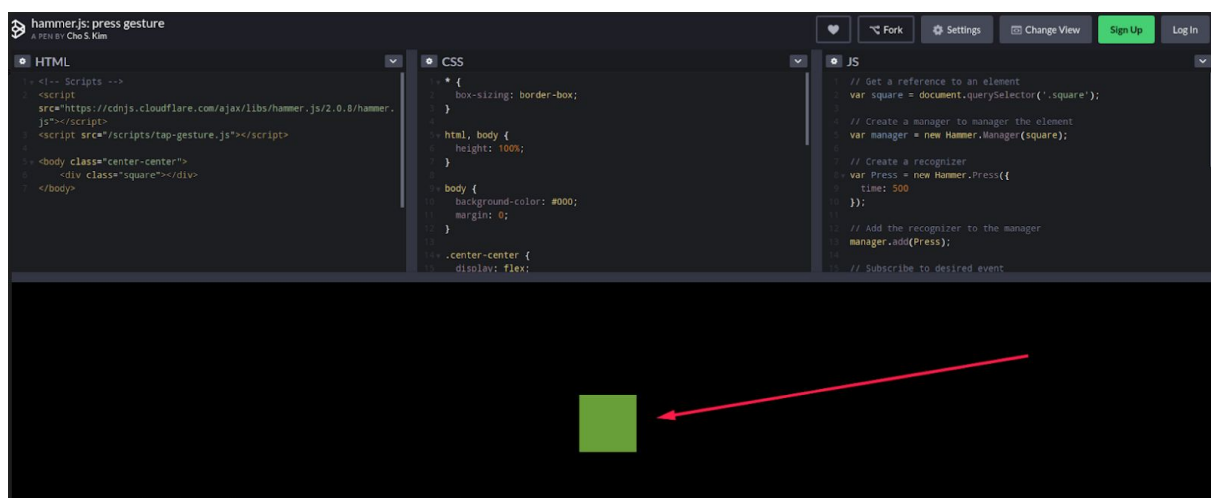 hammer.js: press gesture
A PEN BY Cho S. Kim
Fork
Settings
Change View
Sign Up
Log In
HTML
1 <!-- Scripts -->
2 <script
src="https://cdnjs.cloudflare.com/ajax/libs/hammer.js/2.0.8/hammer.
js"></script>
3 <script src="/scripts/tap-gesture.js"></script>
4
5 <body class="center-center">
6 <div class="square"></div>
7 </body>
CSS
1 * {
2 box-sizing: border-box;
3 }
4
5 html, body {
6 height: 100%;
7 }
8
9 body {
10 background-color: #000;
11 margin: 0;
12 }
13
14 .center-center {
15 display: flex;
JS
1 // Get a reference to an element
2 var square = document.querySelector('.square');
3
4 // Create a manager to manager the element
5 var manager = new Hammer.Manager(square);
6
7 // Create a recognizer
8 var Press = new Hammer.Press({
9 time: 500
10 });
11
12 // Add the recognizer to the manager
13 manager.add(Press);
14
15 // Subscribe to desired event